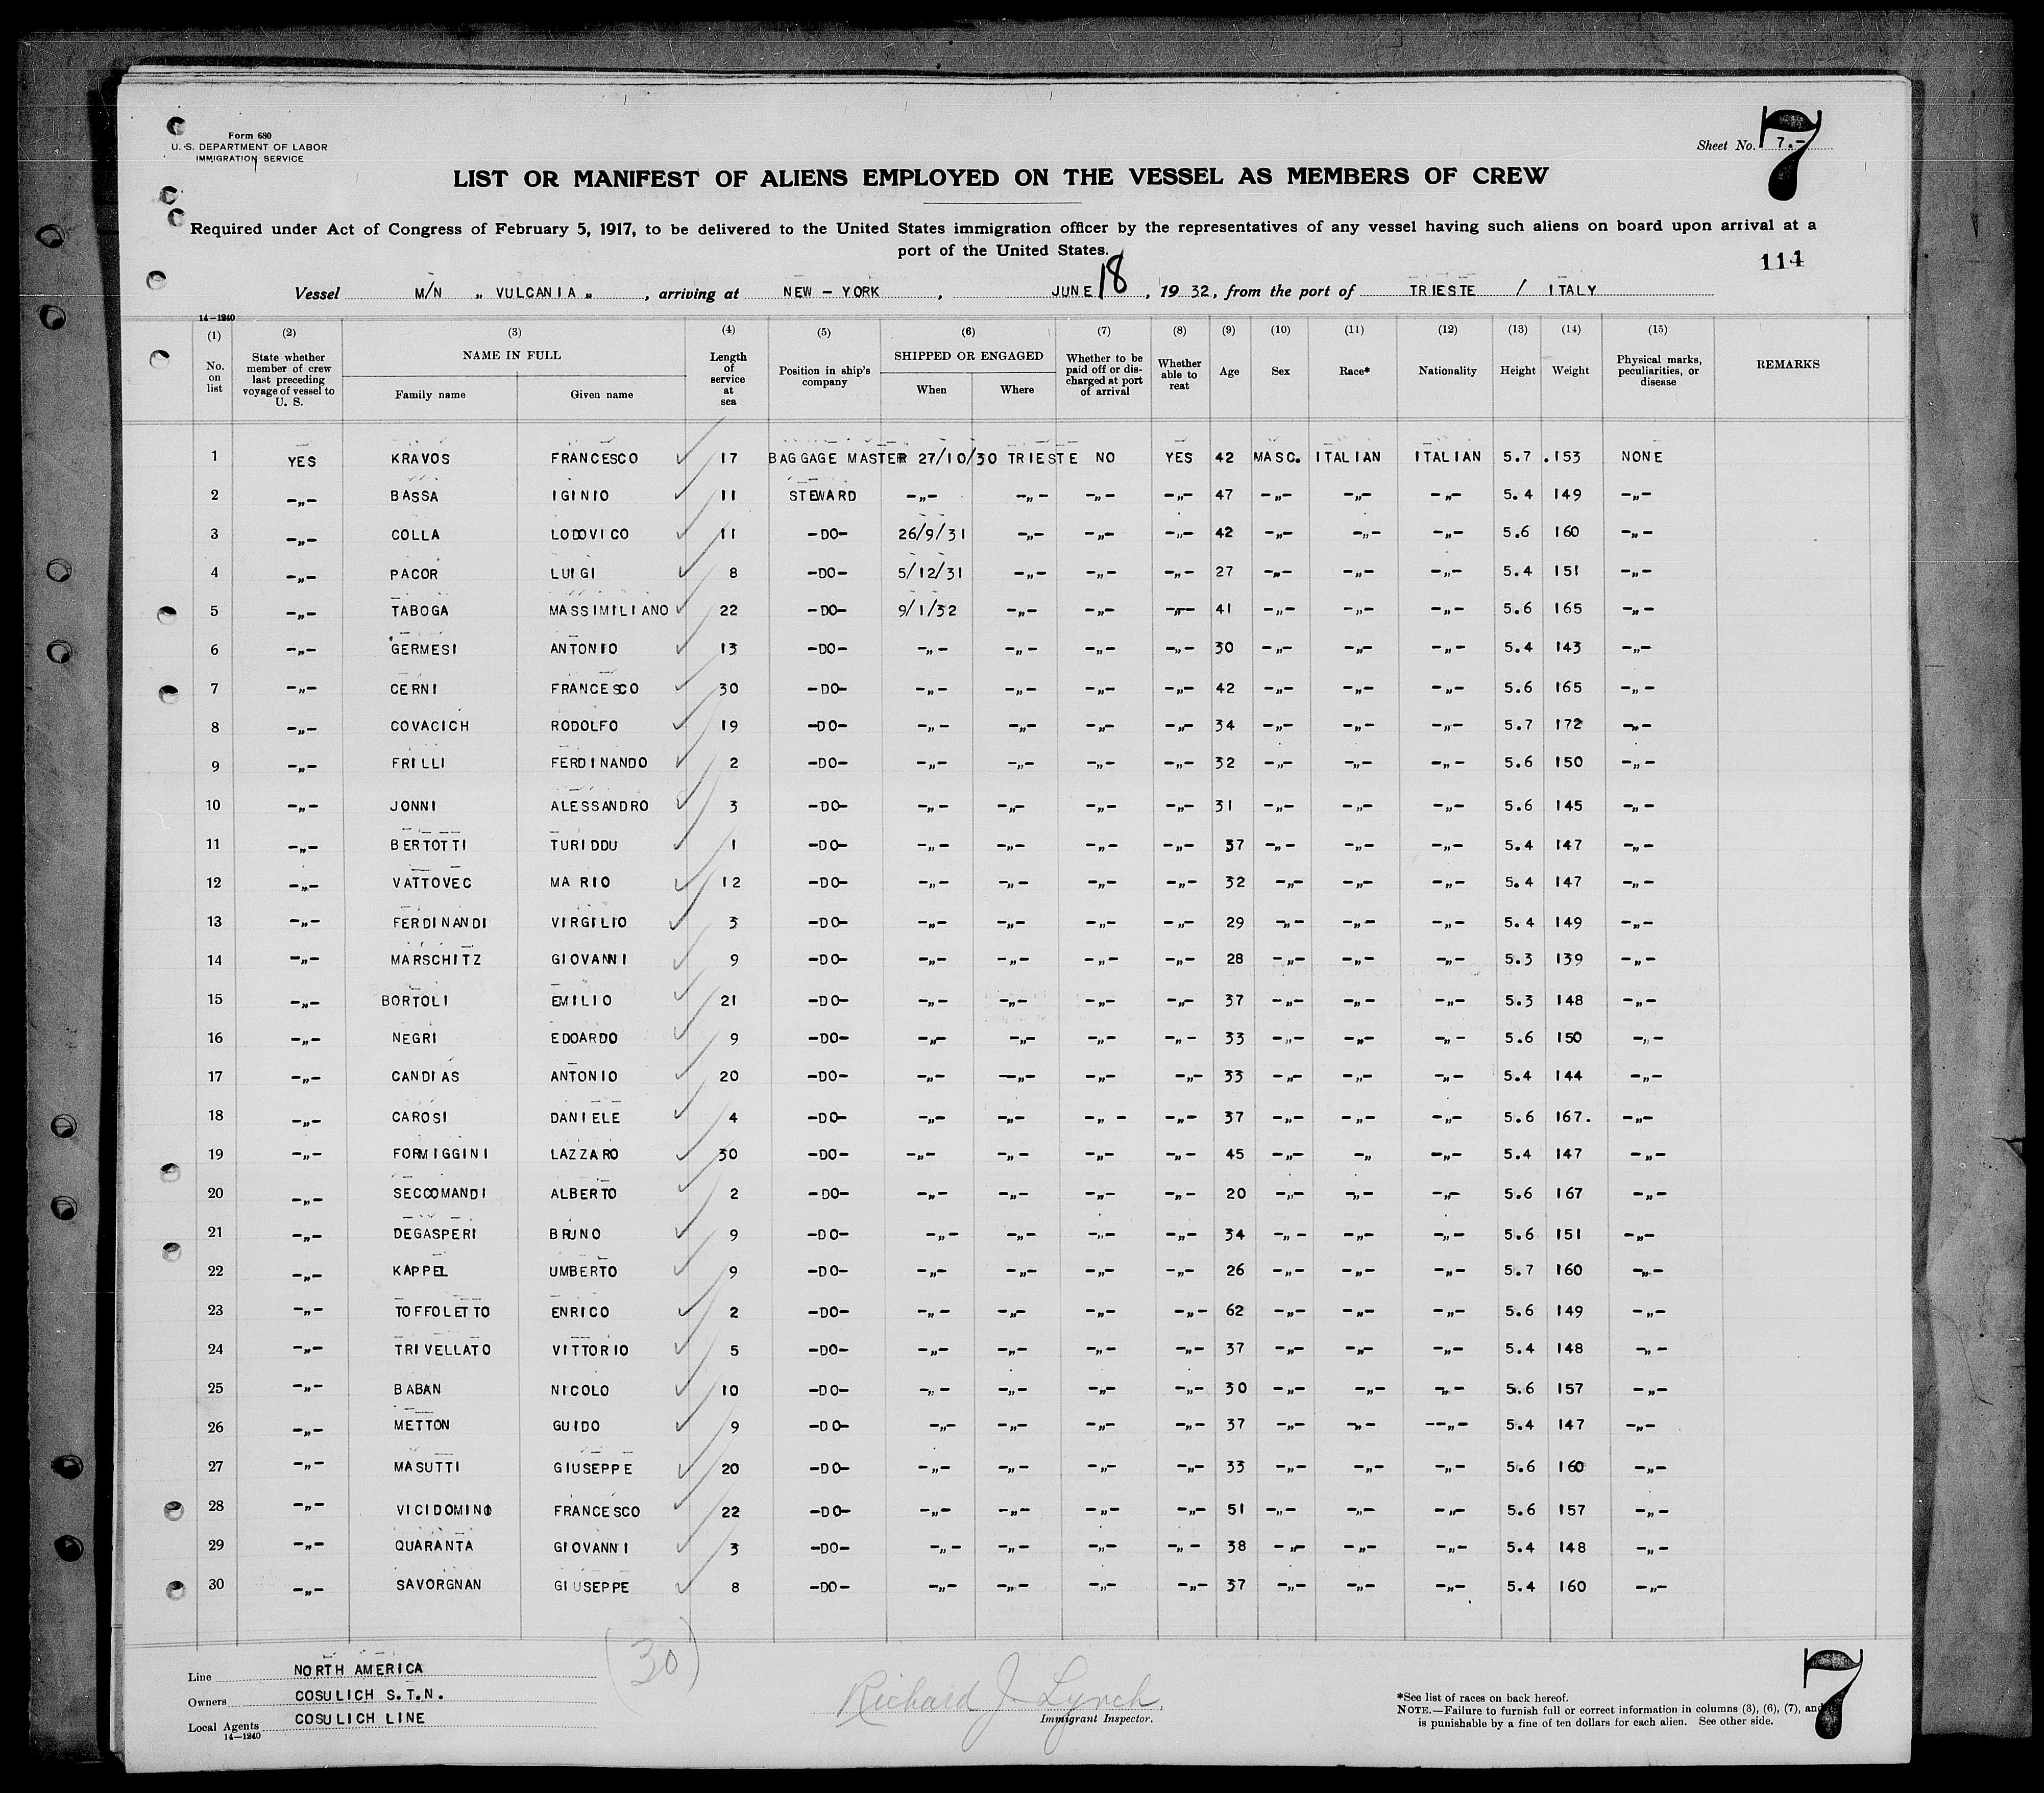 Form 680
U. S. DEPARTMENT OF LABOR
IMMIGRATION SERVICE
Sheet No. 7.-
7
LIST OR MANIFEST OF ALIENS EMPLOYED ON THE VESSEL AS MEMBERS OF CREW
Required under Act of Congress of February 5, 1917, to be delivered to the United States immigration officer by the representatives of any vessel having such aliens on board upon arrival at a
port of the United States.
111
Vessel M/N „ VULCANIA „ , arriving at NEW – YORK , JUNE 18 , 19 32, from the port of TRIESTE / ITALY
14—1240
(1) (2) (3) (4) (5) (6) (7) (8) (9) (10) (11) (12) (13) (14) (15)
No. on list | State whether member of crew last preceding voyage of vessel to U. S. | NAME IN FULL | Length of service at sea | Position in ship's company | SHIPPED OR ENGAGED | Whether to be paid off or discharged at port of arrival | Whether able to reat | Age | Sex | Race* | Nationality | Height | Weight | Physical marks, peculiarities, or disease | REMARKS
Family name | Given name | When | Where
1 YES KRAVOS FRANCESCO ✓ 17 BAGGAGE MASTER 27/10/30 TRIESTE NO YES 42 MASC. ITALIAN ITALIAN 5.7 .153 NONE
2 -„- BASSA IGINIO ✓ 11 STEWARD -„- -„- -„- -„- 47 -„- -„- -„- 5.4 149 -„-
3 -„- COLLA LODOVICO ✓ 11 -DO- 26/9/31 -„- -„- -„- 42 -„- -„- -„- 5.6 160 -„-
4 -„- PACOR LUIGI ✓ 8 -DO- 5/12/31 -„- -„- -„- 27 -„- -„- -„- 5.4 151 -„-
5 -„- TABOGA MASSIMILIANO ✓ 22 -DO- 9/1/32 -„- -„- -„- 41 -„- -„- -„- 5.6 165 -„-
6 -„- GERMESI ANTONIO ✓ 13 -DO- -„- -„- -„- -„- 30 -„- -„- -„- 5.4 143 -„-
7 -„- CERNI FRANCESCO ✓ 30 -DO- -„- -„- -„- -„- 42 -„- -„- -„- 5.6 165 -„-
8 -„- COVACICH RODOLFO ✓ 19 -DO- -„- -„- -„- -„- 34 -„- -„- -„- 5.7 172 -„-
9 -„- FRILLI FERDINANDO ✓ 2 -DO- -„- -„- -„- -„- 32 -„- -„- -„- 5.6 150 -„-
10 -„- JONNI ALESSANDRO ✓ 3 -DO- -„- -„- -„- -„- 31 -„- -„- -„- 5.6 145 -„-
11 -„- BERTOTTI TURIDDU ✓ 1 -DO- -„- -„- -„- -„- 37 -„- -„- -„- 5.4 147 -„-
12 -„- VATTOVEC MARIO ✓ 12 -DO- -„- -„- -„- -„- 32 -„- -„- -„- 5.4 147 -„-
13 -„- FERDINANDI VIRGILIO ✓ 3 -DO- -„- -„- -„- -„- 29 -„- -„- -„- 5.4 149 -„-
14 -„- MARSCHITZ GIOVANNI ✓ 9 -DO- -„- -„- -„- -„- 28 -„- -„- -„- 5.3 139 -„-
15 -„- BORTOLI EMILIO ✓ 21 -DO- -„- -„- -„- -„- 37 -„- -„- -„- 5.3 148 -„-
16 -„- NEGRI EDOARDO ✓ 9 -DO- -„- -„- -„- -„- 33 -„- -„- -„- 5.6 150 -„-
17 -„- CANDIAS ANTONIO ✓ 20 -DO- -„- -„- -„- -„- 33 -„- -„- -„- 5.4 144 -„-
18 -„- CAROSI DANIELE ✓ 4 -DO- -„- -„- -„- -„- 37 -„- -„- -„- 5.6 167. -„-
19 -„- FORMIGGINI LAZZARO ✓ 30 -DO- -„- -„- -„- -„- 45 -„- -„ -„- 5.4 147 -„-
20 -„- SECCOMANDI ALBERTO ✓ 2 -DO- -„- -„- -„- -„- 20 -„- -„- -„- 5.6 167 -„-
21 -„- DEGASPERI BRUNO ✓ 9 -DO- -„- -„- -„- -„- 34 -„- -„- -„- 5.6 151 -„-
22 -„- KAPPEL UMBERTO ✓ 9 -DO- -„- -„- -„- -„- 26 -„- -„- -„- 5.7 160 -„-
23 -„- TOFFOLETTO ENRICO ✓ 2 -DO- -„- -„- -„- -„- 62 -„- -„- -„- 5.6 149 -„-
24 -„- TRIVELLATO VITTORIO ✓ 5 -DO- -„- -„- -„- -„- 37 -„- -„- -„- 5.4 148 -„-
25 -„- BABAN NICOLO ✓ 10 -DO- -„- -„- -„- -„- 30 -„- -„- -„- 5.6 157 -„-
26 -„- METTON GUIDO ✓ 9 -DO- -„- -„- -„- -„- 37 -„- -„- --„- 5.4 147 -„-
27 -„- MASUTTI GIUSEPPE ✓ 20 -DO- -„- -„- -„- -„- 33 -„- -„- -„- 5.6 160 -„-
28 -„- VICIDOMINI FRANCESCO ✓ 22 -DO- -„- -„- -„- -„- 51 -„- -„- -„- 5.6 157 -„-
29 -„- QUARANTA GIOVANNI ✓ 3 -DO- -„- -„- -„- -„- 38 -„- -„- -„- 5.4 148 -„-
30 -„- SAVORGNAN GIUSEPPE ✓ 8 -DO- -„- -„- -„- -„- 37 -„- -„- -„- 5.4 160 -„-
(30)
Line NORTH AMERICA
Owners COSULICH S.T.N.
Local Agents COSULICH LINE
14—1240
Richard J. Lynch
Immigrant Inspector.
*See list of races on back hereof.
NOTE.—Failure to furnish full or correct information in columns (3), (6), (7), and
is punishable by a fine of ten dollars for each alien. See other side.
7